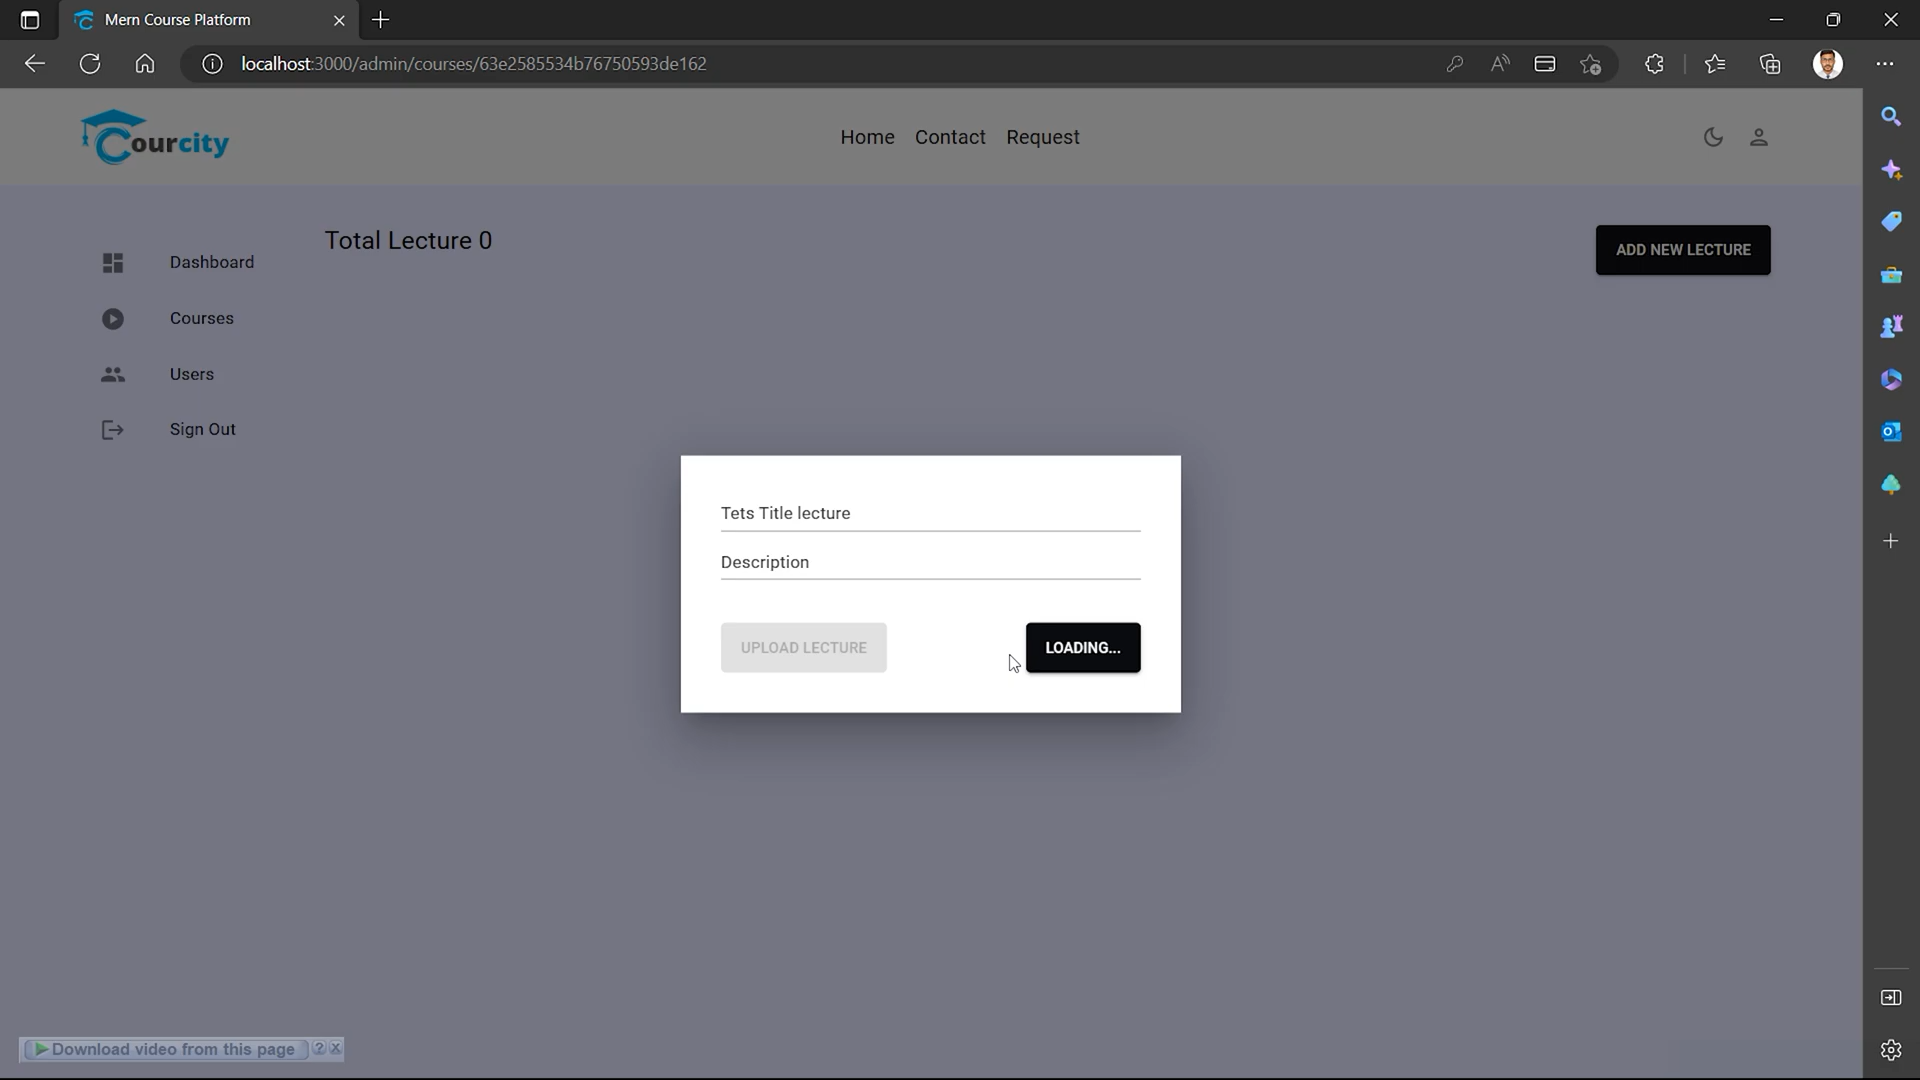 Mern Course Platform
localhost:3000/admin/courses/63e2585534b76750593de162
Courcity
Home Contact Request
Total Lecture 0
ADD NEW LECTURE
Dashboard
Courses
Users
Sign Out
Tets Title lecture
Description
UPLOAD LECTURE
LOADING...
Download video from this page ? x